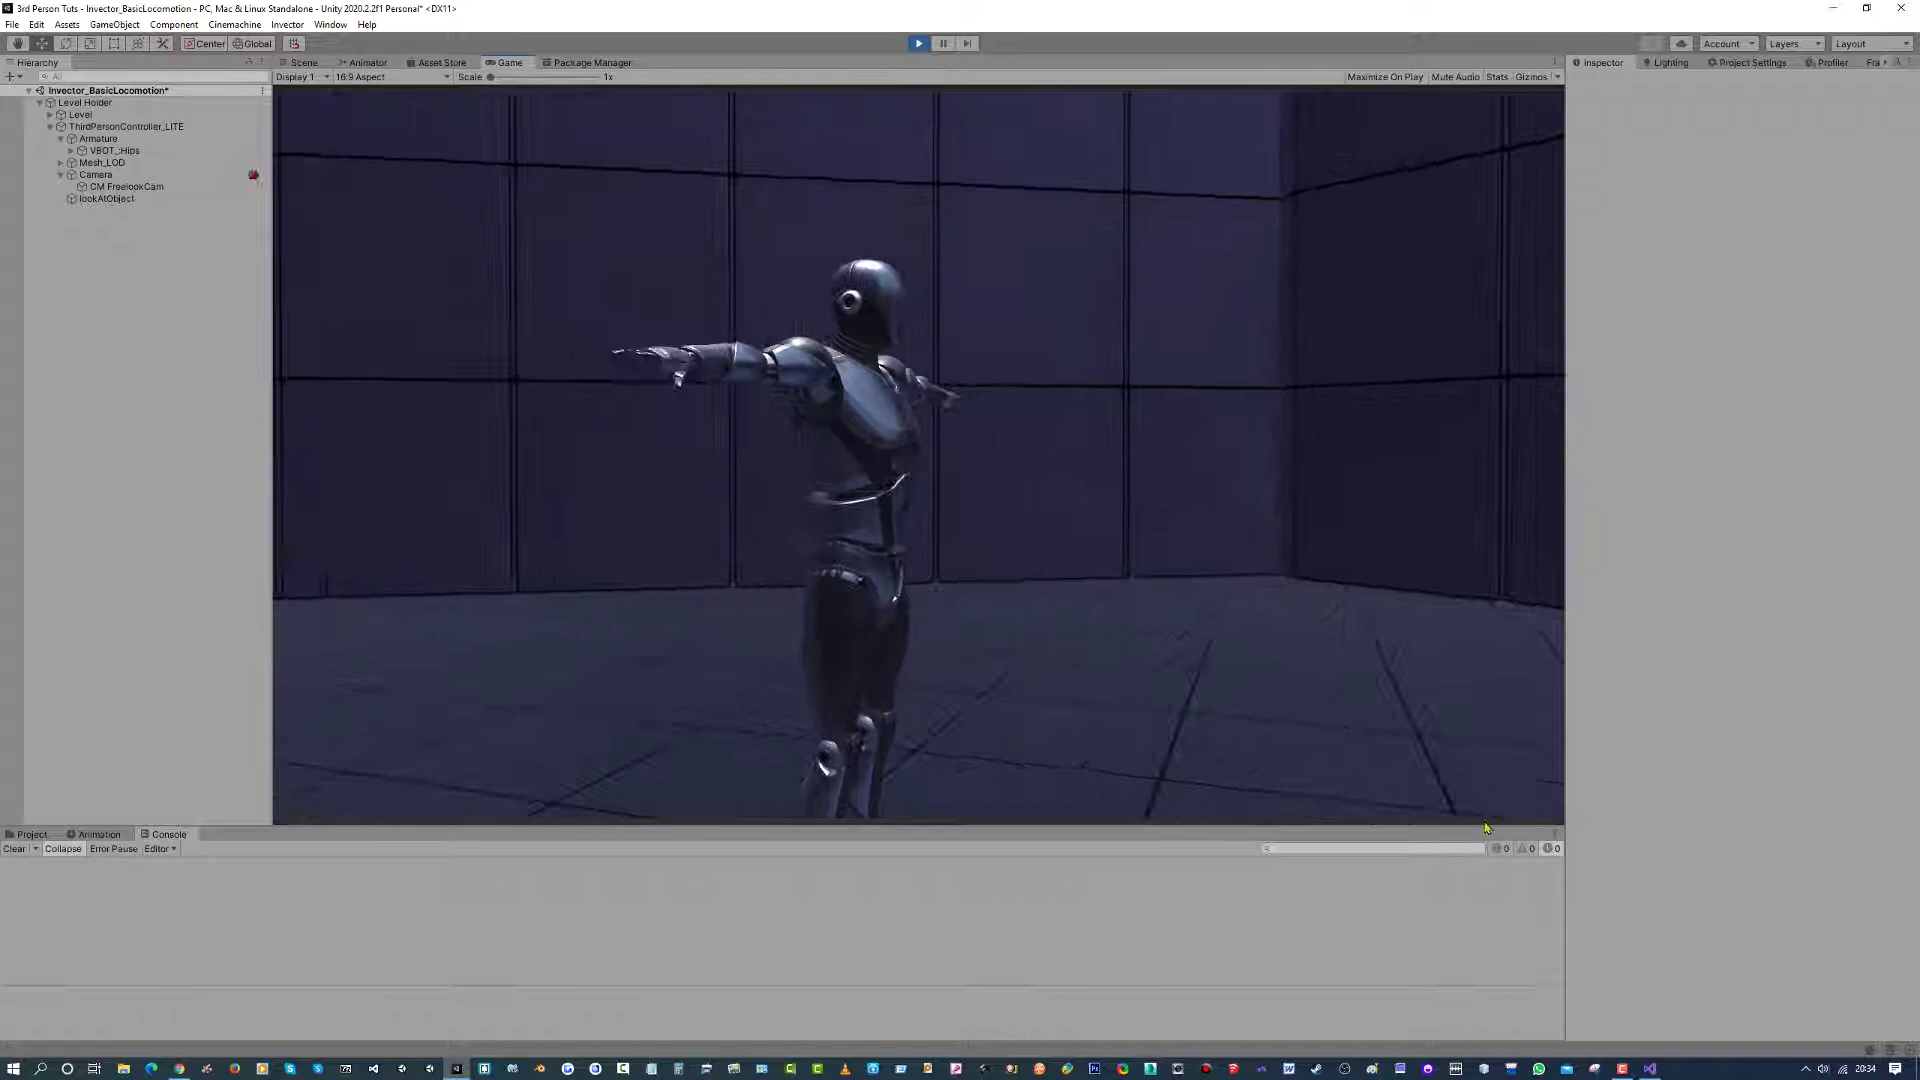 3rd Person Tuts - Invector_BasicLocomotion - PC, Mac & Linux Standalone - Unity 2020.2.2f1 Personal* <DX11>
File Edit Assets GameObject Component Cinemachine Invector Window Help
Center Global Account Layers Layout
Hierarchy Scene Animator Asset Store Game Package Manager Inspector Lighting Project Settings Profiler Fra
All Display 1 16:9 Aspect Scale 1x Maximize On Play Mute Audio Stats Gizmos
Invector_BasicLocomotion*
Level Holder
Level
ThirdPersonController_LITE
Armature
VBOT_:Hips
Mesh_LOD
Camera
CM FreelookCam
lookAtObject
Project Animation Console
Clear Collapse Error Pause Editor 0 0 0
20:34